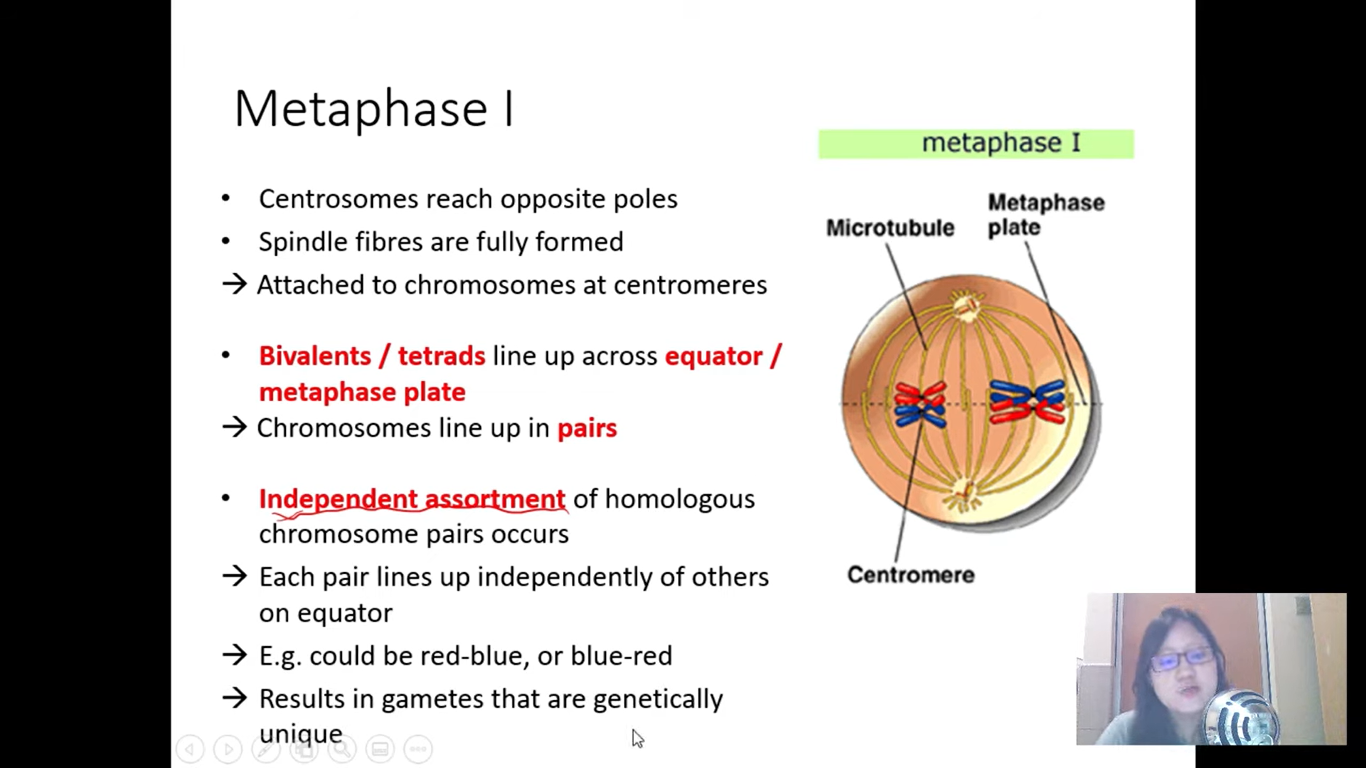 Metaphase I
• Centrosomes reach opposite poles
• Spindle fibres are fully formed
→ Attached to chromosomes at centromeres
• Bivalents / tetrads line up across equator /
metaphase plate
→ Chromosomes line up in pairs
• Independent assortment of homologous
chromosome pairs occurs
→ Each pair lines up independently of others
on equator
→ E.g. could be red-blue, or blue-red
→ Results in gametes that are genetically
unique
metaphase I
Metaphase
plate
Microtubule
Centromere